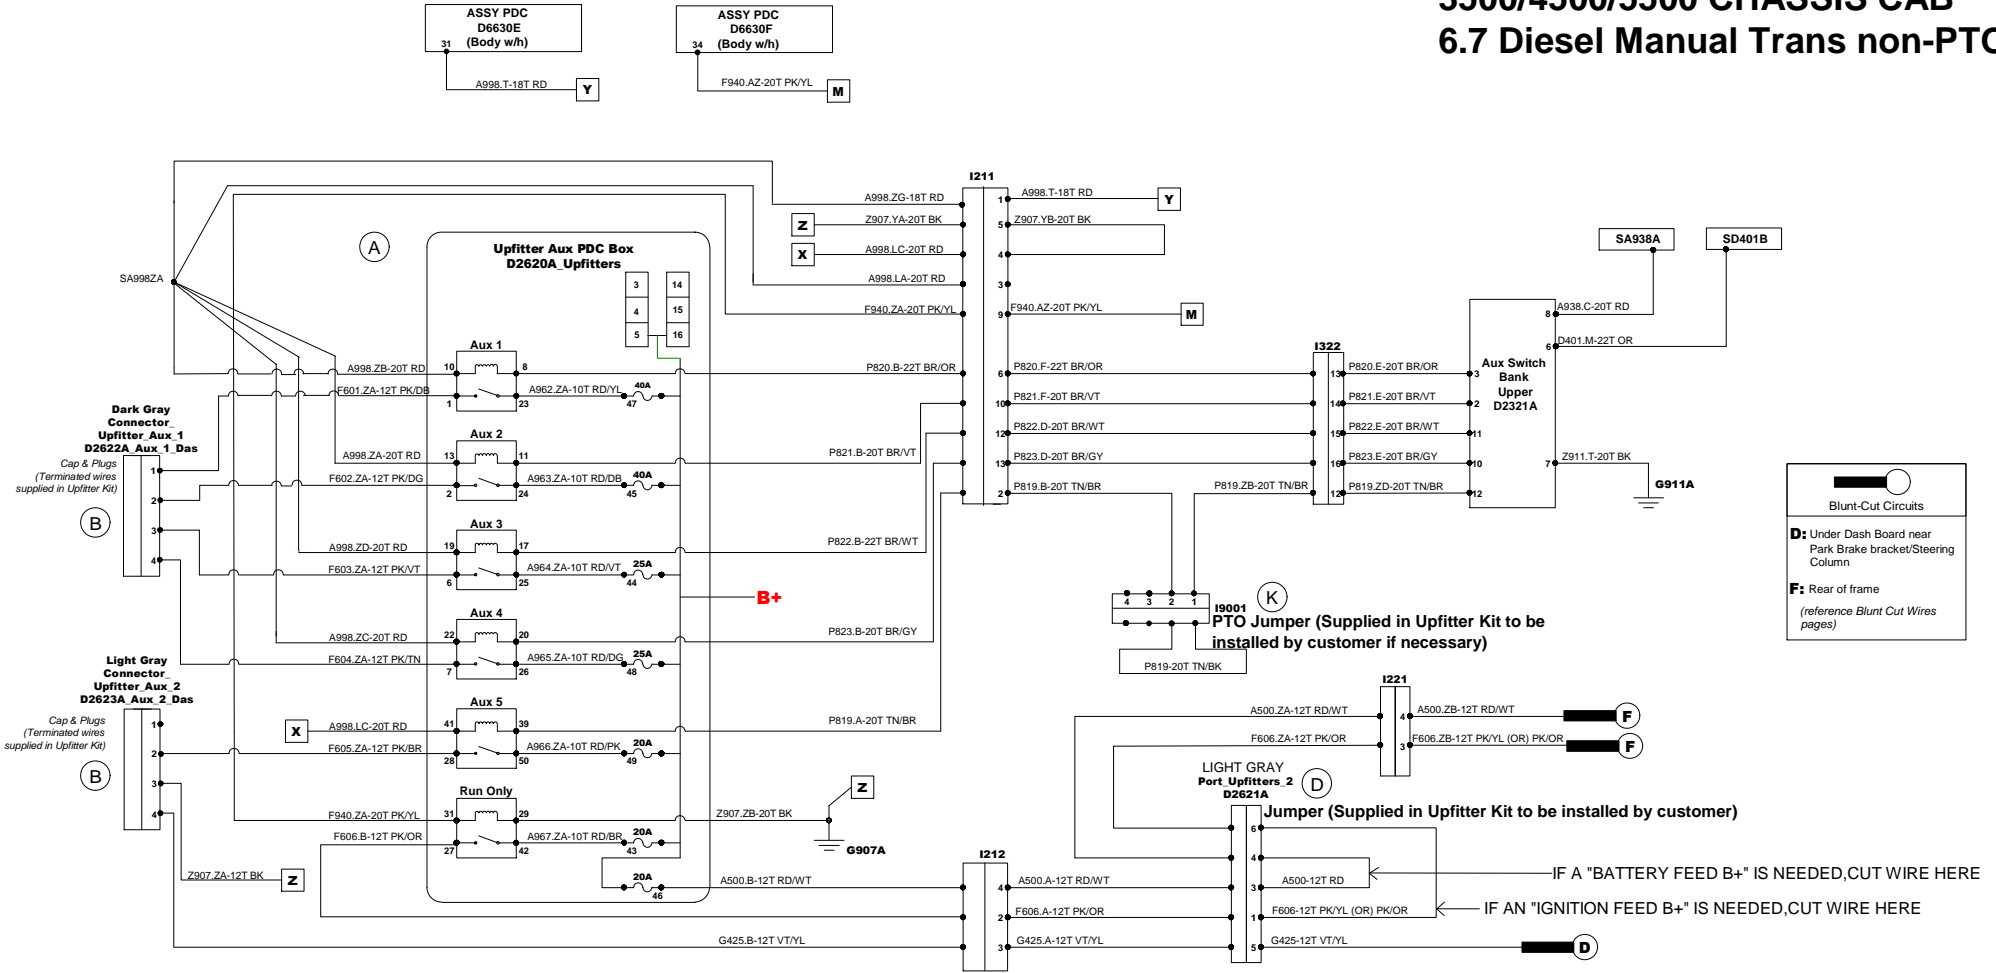 3500/4500/5500 CHASSIS CAB
6.7 Diesel Manual Trans non-PTO
ASSY PDC
D6630E
(Body w/h)
31
A998.T-18T RD
Y
ASSY PDC
D6630F
(Body w/h)
34
F940.AZ-20T PK/YL
M
SA998ZA
A
Upfitter Aux PDC Box
D2620A_Upfitters
3
14
4
15
5
16
Aux 1
A998.ZB-20T RD
10
8
F601.ZA-12T PK/DB
1
23
A962.ZA-10T RD/YL
40A
47
Aux 2
A998.ZA-20T RD
13
11
F602.ZA-12T PK/DG
2
24
A963.ZA-10T RD/DB
40A
45
Aux 3
A998.ZD-20T RD
19
17
F603.ZA-12T PK/VT
6
25
A964.ZA-10T RD/VT
25A
44
B+
Aux 4
A998.ZC-20T RD
22
20
F604.ZA-12T PK/TN
7
26
A965.ZA-10T RD/DG
25A
48
Aux 5
X
A998.LC-20T RD
41
39
F605.ZA-12T PK/BR
28
50
A966.ZA-10T RD/PK
20A
49
Run Only
F940.ZA-20T PK/YL
31
29
F606.B-12T PK/OR
27
42
A967.ZA-10T RD/BR
20A
43
20A
46
Dark Gray
Connector_
Upfitter_Aux_1
D2622A_Aux_1_Das
Cap & Plugs
(Terminated wires
supplied in Upfitter Kit)
1
2
3
4
B
Light Gray
Connector_
Upfitter_Aux_2
D2623A_Aux_2_Das
Cap & Plugs
(Terminated wires
supplied in Upfitter Kit)
1
2
3
4
B
Z907.ZA-12T BK
Z
Z907.ZB-20T BK
Z
G907A
I211
A998.ZG-18T RD
1
A998.T-18T RD
Y
Z
Z907.YA-20T BK
5
Z907.YB-20T BK
X
A998.LC-20T RD
4
A998.LA-20T RD
3
F940.ZA-20T PK/YL
9
F940.AZ-20T PK/YL
M
P820.B-22T BR/OR
6
P820.F-22T BR/OR
10
P821.F-20T BR/VT
12
P822.D-20T BR/WT
13
P823.D-20T BR/GY
2
P819.B-20T TN/BR
P821.B-20T BR/VT
P822.B-22T BR/WT
P823.B-20T BR/GY
P819.A-20T TN/BR
P819.ZB-20T TN/BR
I322
13
P820.E-20T BR/OR
3
14
P821.E-20T BR/VT
2
15
P822.E-20T BR/WT
11
16
P823.E-20T BR/GY
10
12
P819.ZD-20T TN/BR
12
Aux Switch
Bank
Upper
D2321A
SA938A
SD401B
8
A938.C-20T RD
6
D401.M-22T OR
7
Z911.T-20T BK
G911A
Blunt-Cut Circuits
D: Under Dash Board near
Park Brake bracket/Steering
Column
F: Rear of frame
(reference Blunt Cut Wires
pages)
4
3
2
1
I9001
K
PTO Jumper (Supplied in Upfitter Kit to be
installed by customer if necessary)
P819-20T TN/BK
I221
A500.ZA-12T RD/WT
4
A500.ZB-12T RD/WT
F
F606.ZA-12T PK/OR
3
F606.ZB-12T PK/YL (OR) PK/OR
F
LIGHT GRAY
Port_Upfitters_2
D2621A
D
Jumper (Supplied in Upfitter Kit to be installed by customer)
6
4
3
A500-12T RD
IF A "BATTERY FEED B+" IS NEEDED,CUT WIRE HERE
1
F606-12T PK/YL (OR) PK/OR
IF AN "IGNITION FEED B+" IS NEEDED,CUT WIRE HERE
5
G425-12T VT/YL
D
I212
A500.B-12T RD/WT
4
A500.A-12T RD/WT
2
F606.A-12T PK/OR
G425.B-12T VT/YL
3
G425.A-12T VT/YL